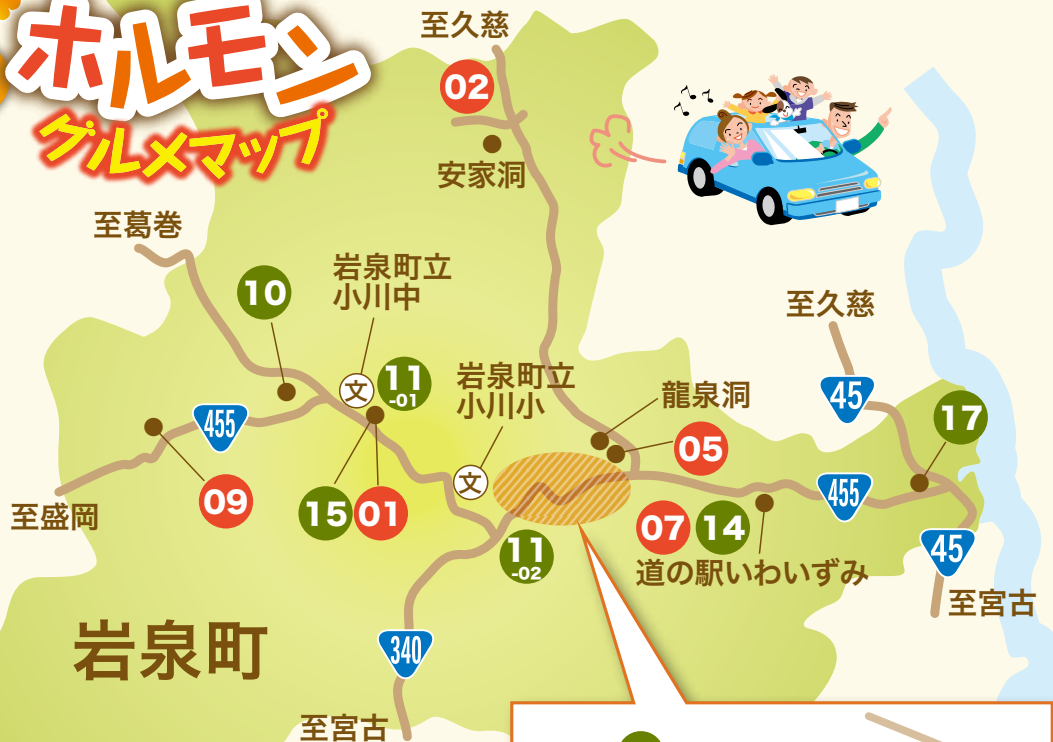 ホルモン
グルメマップ
至久慈
02
安家洞
至葛巻
10
岩泉町立
小川中
文
11
-01
岩泉町立
小川小
文
至久慈
45
龍泉洞
05
17
455
09
15
01
至盛岡
455
07
14
11
-02
道の駅いわいずみ
45
至宮古
岩泉町
340
至宮古